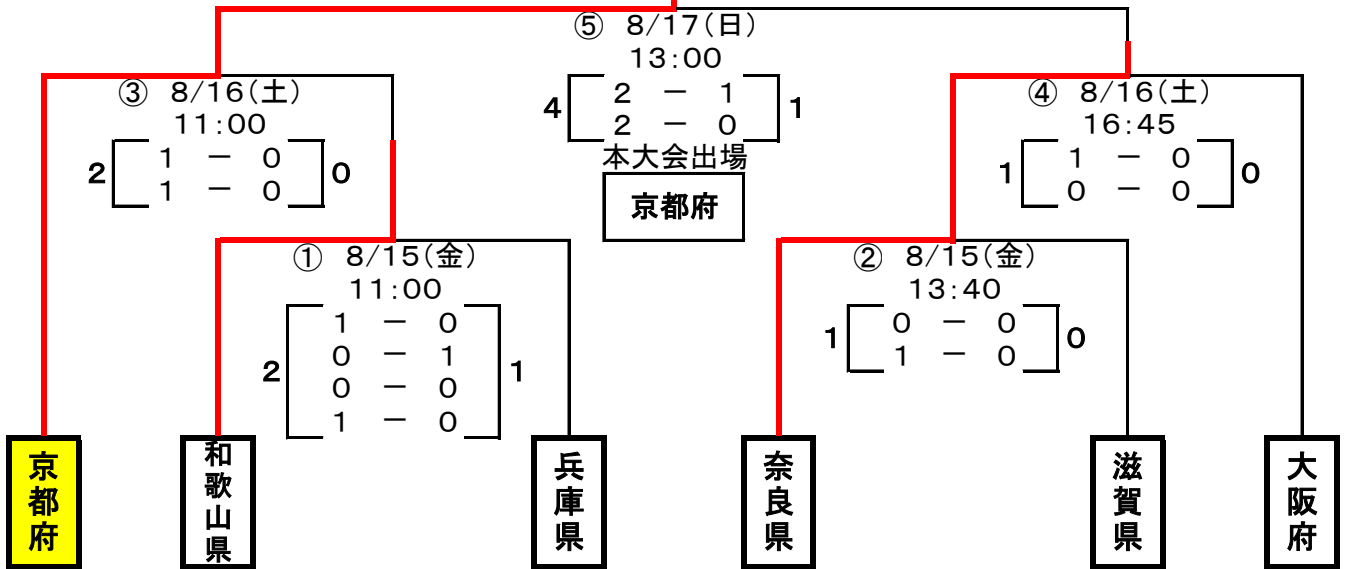 ⑤ 8/17(日)
13:00
4 2 － 1 1
2 － 0
本大会出場
京都府
③ 8/16(土)
11:00
2 1 － 0 0
1 － 0
④ 8/16(土)
16:45
1 1 － 0 0
0 － 0
① 8/15(金)
11:00
1 － 0
0 － 1
2 0 － 0 1
1 － 0
② 8/15(金)
13:40
1 0 － 0 0
1 － 0
京都府
和歌山県
兵庫県
奈良県
滋賀県
大阪府